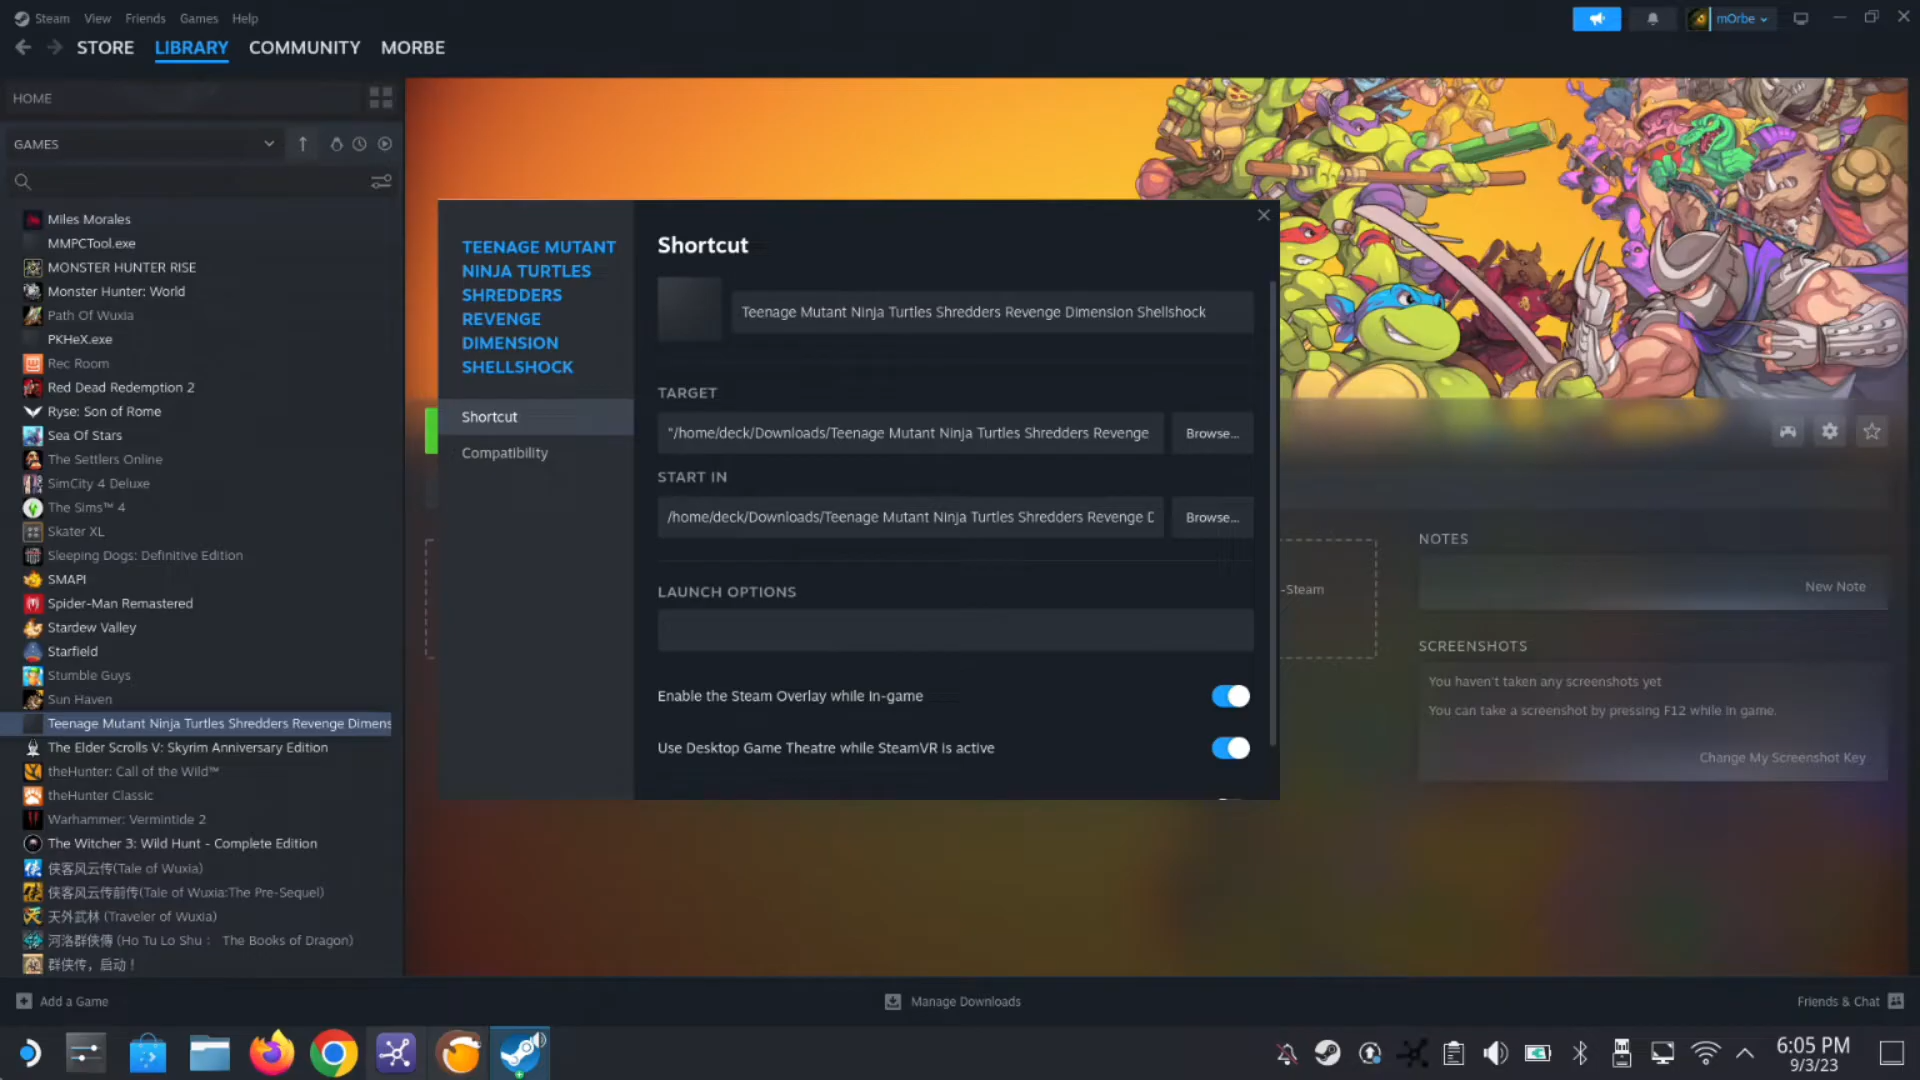 Steam View Friends Games Help
mOrbe
STORE LIBRARY COMMUNITY MORBE
HOME
GAMES
Miles Morales
MMPCTool.exe
MONSTER HUNTER RISE
Monster Hunter: World
Path Of Wuxia
PKHeX.exe
Rec Room
Red Dead Redemption 2
Ryse: Son of Rome
Sea Of Stars
The Settlers Online
SimCity 4 Deluxe
The Sims™ 4
Skater XL
Sleeping Dogs: Definitive Edition
SMAPI
Spider-Man Remastered
Stardew Valley
Starfield
Stumble Guys
Sun Haven
Teenage Mutant Ninja Turtles Shredders Revenge Dimens
The Elder Scrolls V: Skyrim Anniversary Edition
theHunter: Call of the Wild™
theHunter Classic
Warhammer: Vermintide 2
The Witcher 3: Wild Hunt - Complete Edition
侠客风云传(Tale of Wuxia)
侠客风云传前传(Tale of Wuxia:The Pre-Sequel)
天外武林 (Traveler of Wuxia)
河洛群侠傳 (Ho Tu Lo Shu ： The Books of Dragon)
群侠传，启动！
TEENAGE MUTANT
NINJA TURTLES
SHREDDERS
REVENGE
DIMENSION
SHELLSHOCK
Shortcut
Compatibility
Shortcut
Teenage Mutant Ninja Turtles Shredders Revenge Dimension Shellshock
TARGET
"/home/deck/Downloads/Teenage Mutant Ninja Turtles Shredders Revenge
Browse...
START IN
/home/deck/Downloads/Teenage Mutant Ninja Turtles Shredders Revenge D
Browse...
LAUNCH OPTIONS
Enable the Steam Overlay while In-game
Use Desktop Game Theatre while SteamVR is active
-Steam
NOTES
New Note
SCREENSHOTS
You haven't taken any screenshots yet
You can take a screenshot by pressing F12 while in game.
Change My Screenshot Key
Add a Game
Manage Downloads
Friends & Chat
6:05 PM
9/3/23